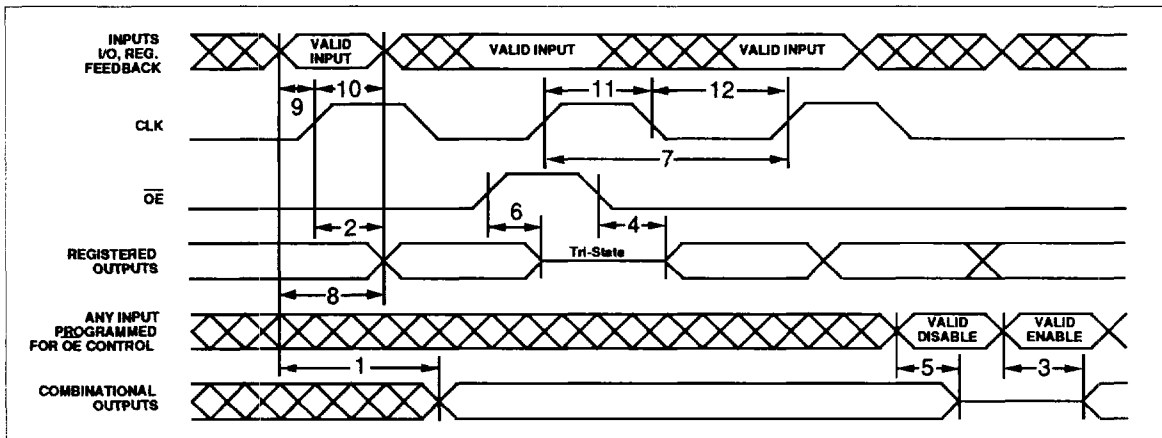 INPUTS
I/O, REG.
FEEDBACK
VALID
INPUT
VALID INPUT
VALID INPUT
9
10
11
12
CLK
7
OE
6
4
2
REGISTERED
OUTPUTS
Tri-State
8
ANY INPUT
PROGRAMMED
FOR OE CONTROL
VALID
DISABLE
VALID
ENABLE
1
5
3
COMBINATIONAL
OUTPUTS